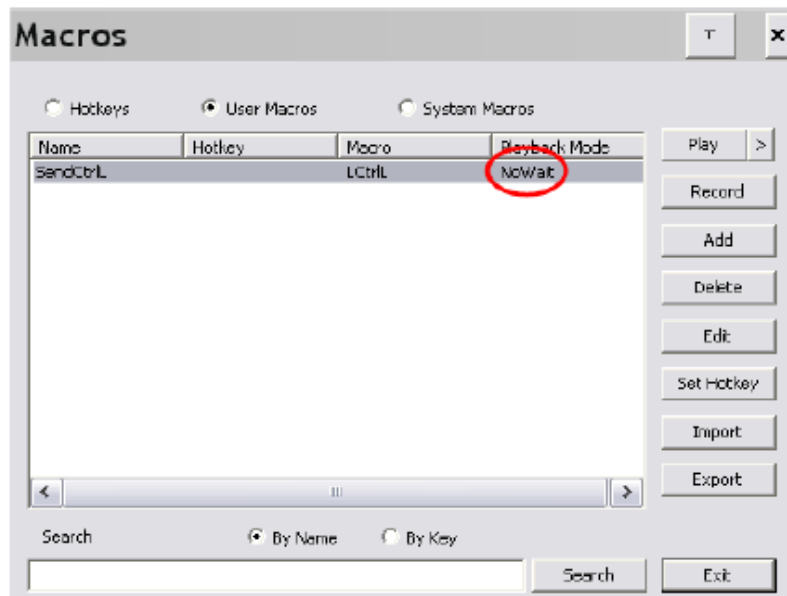 Macros
T x
Hotkeys User Macros System Macros
Name Hotkey Macro Playback Mode
SendCtrlL LCtrlL NoWait
Play >
Record
Add
Delete
Edit
Set Hotkey
Import
Export
Search By Name By Key
Search Exit